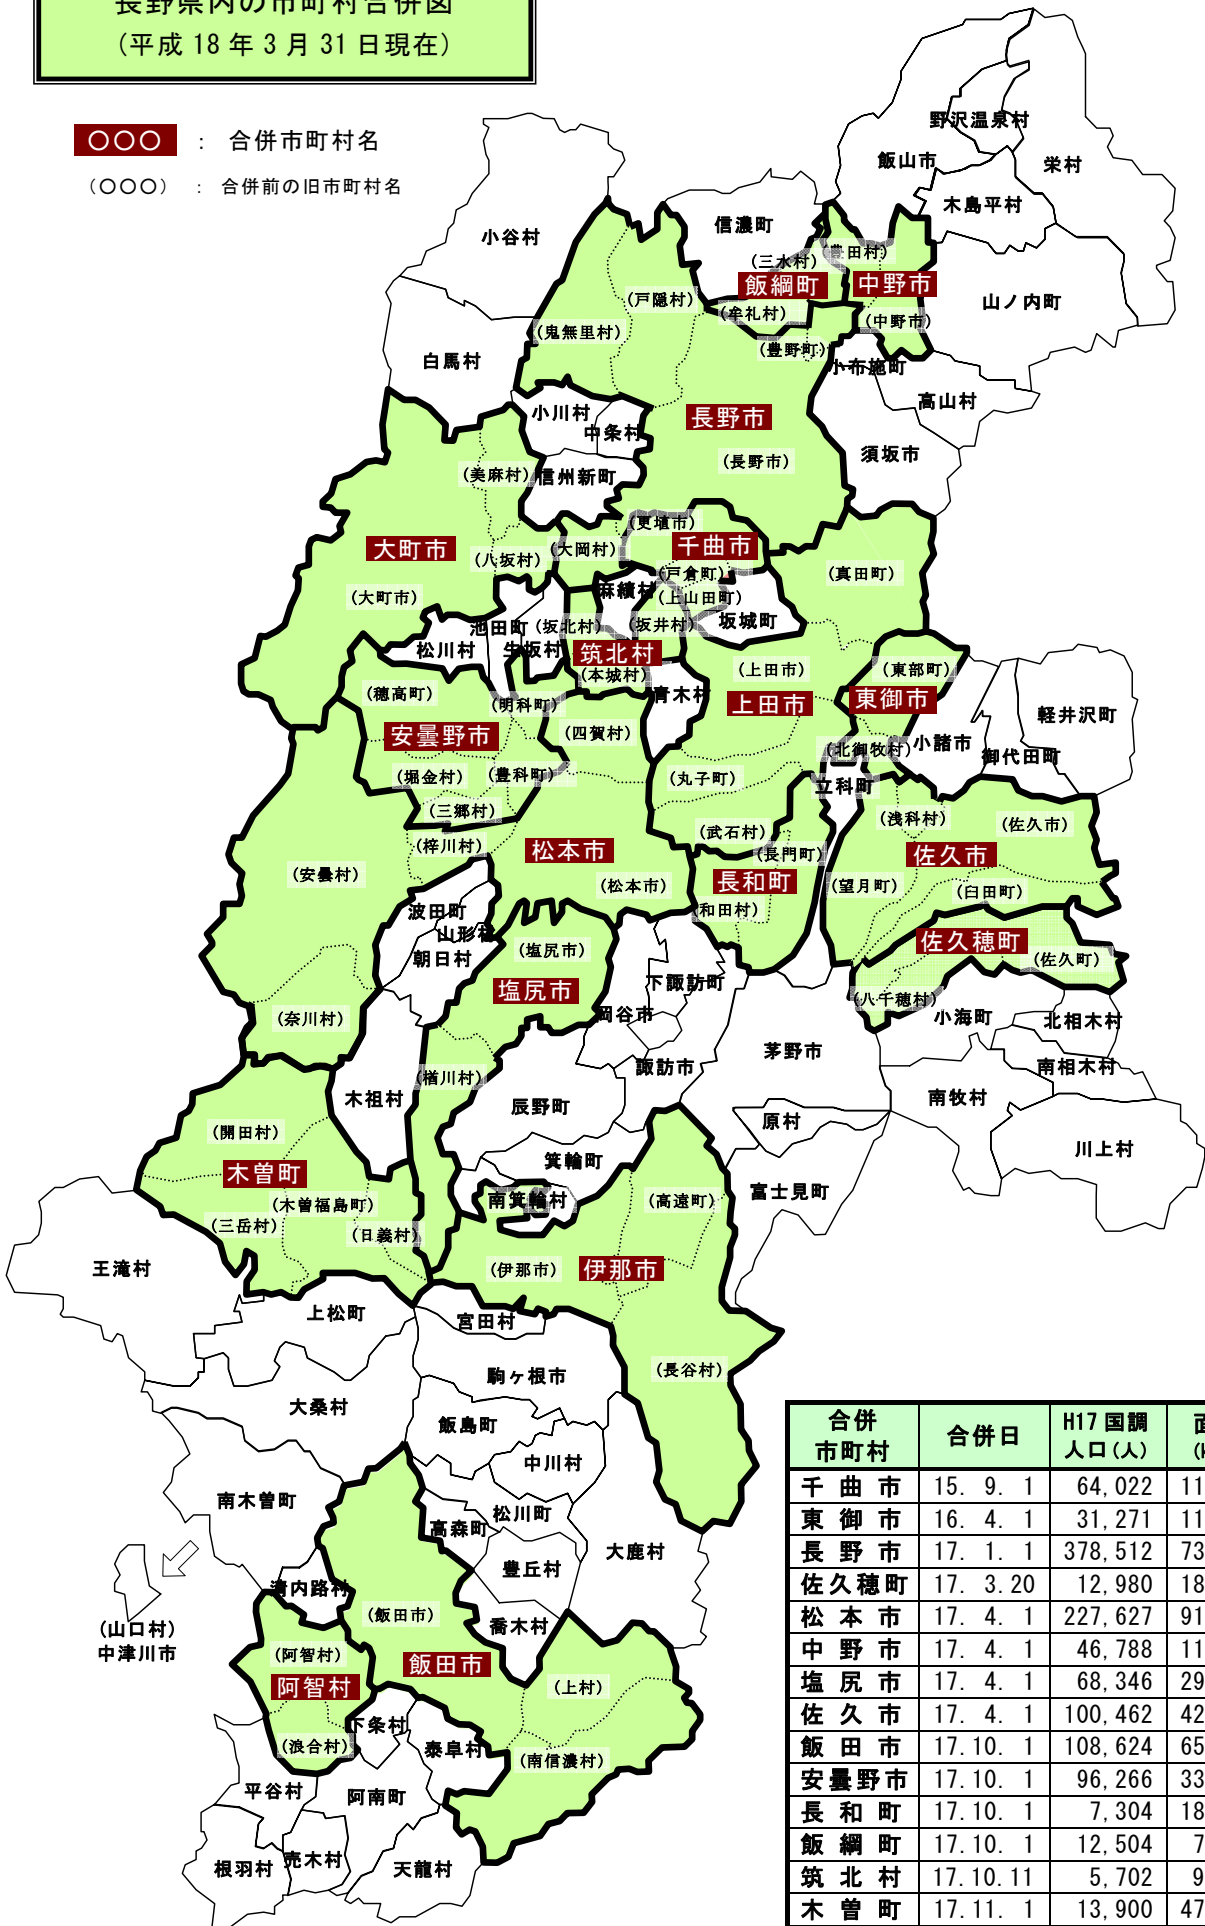 長野県内の市町村合併図
(平成 18 年 3 月 31 日現在)
○○○ : 合併市町村名
(○○○) : 合併前の旧市町村名
野沢温泉村
飯山市
栄村
木島平村
信濃町
小谷村
(三水村)
(豊田村)
飯綱町
中野市
山ノ内町
(戸隠村)
(牟礼村)
(中野市)
(鬼無里村)
(豊野町)
白馬村
小布施町
高山村
小川村
長野市
中条村
須坂市
(長野市)
(美麻村)
信州新町
(更埴市)
大町市
(大岡村)
千曲市
(八坂村)
(戸倉町)
(真田町)
麻績村
(大町市)
(上山田町)
坂城町
池田町
(坂北村)
(坂井村)
松川村
生坂村
筑北村
(上田市)
(東部町)
(本城村)
(穂高町)
(明科町)
青木村
上田市
東御市
軽井沢町
安曇野市
(四賀村)
(北御牧村)
小諸市
御代田町
(堀金村)
(豊科町)
(丸子町)
立科町
(三郷村)
(浅科村)
(佐久市)
(梓川村)
(武石村)
松本市
(長門町)
佐久市
(安曇村)
(松本市)
長和町
(望月町)
(臼田町)
波田町
(和田村)
山形村
佐久穂町
朝日村
(塩尻市)
(佐久町)
下諏訪町
塩尻市
(八千穂村)
(奈川村)
岡谷市
小海町
北相木村
茅野市
諏訪市
南相木村
(楢川村)
木祖村
辰野町
南牧村
原村
(開田村)
箕輪町
川上村
木曽町
富士見町
(木曽福島町)
南箕輪村
(高遠町)
(三岳村)
(日義村)
王滝村
(伊那市)
伊那市
上松町
宮田村
駒ヶ根市
(長谷村)
大桑村
飯島町
中川村
南木曽町
松川町
高森町
大鹿村
豊丘村
清内路村
(飯田市)
(山口村)
中津川市
喬木村
(阿智村)
飯田市
阿智村
(上村)
下条村
(浪合村)
泰阜村
(南信濃村)
平谷村
阿南町
根羽村
売木村
天龍村
合併
市町村 合併日 H17 国調
人口(人)
千曲市 15. 9. 1 64,022 11
東御市 16. 4. 1 31,271 11
長野市 17. 1. 1 378,512 73
佐久穂町 17. 3.20 12,980 18
松本市 17. 4. 1 227,627 91
中野市 17. 4. 1 46,788 11
塩尻市 17. 4. 1 68,346 29
佐久市 17. 4. 1 100,462 42
飯田市 17.10. 1 108,624 65
安曇野市 17.10. 1 96,266 33
長和町 17.10. 1 7,304 18
飯綱町 17.10. 1 12,504 7
筑北村 17.10.11 5,702 9
木曽町 17.11. 1 13,900 47